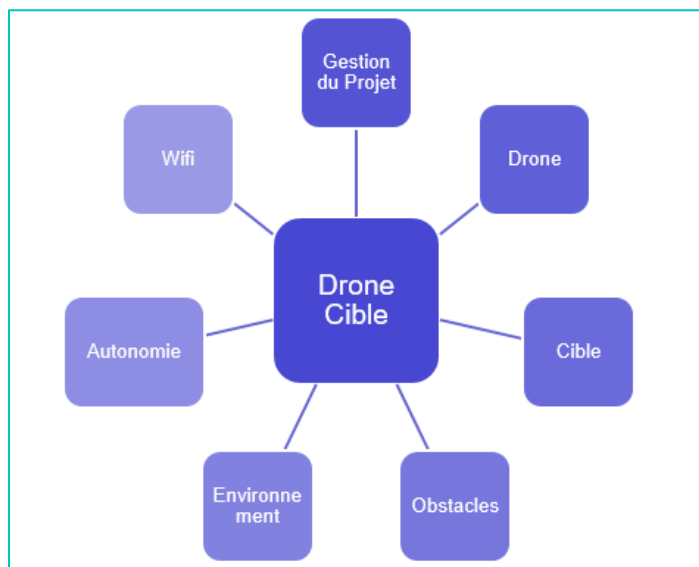 Gestion
du Projet
Wifi
Drone
Drone
Cible
Autonomie
Cible
Environne
ment
Obstacles